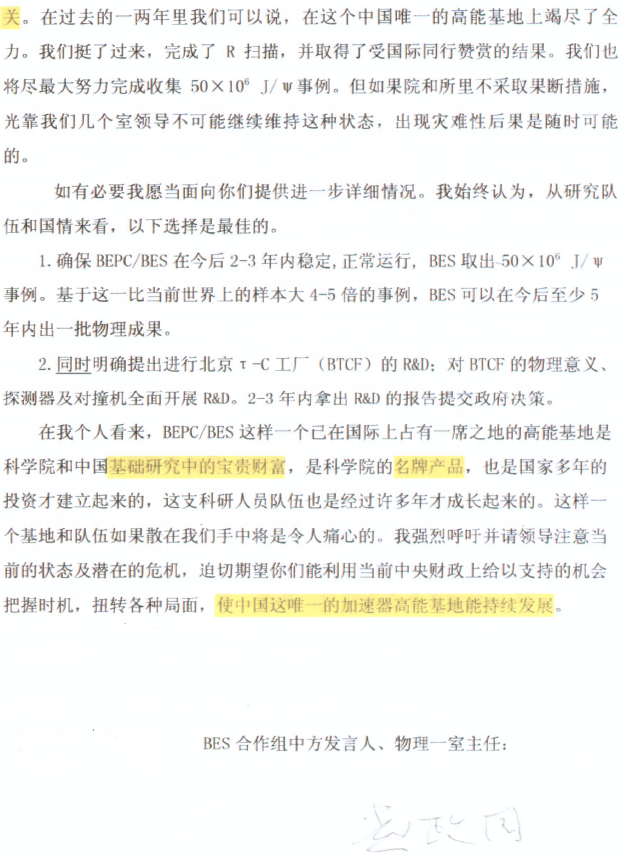 关。在过去的一两年里我们可以说，在这个中国唯一的高能基地上竭尽了全
力。我们挺了过来，完成了 R 扫描，并取得了受国际同行赞赏的结果。我们也
将尽最大努力完成收集 50×10⁶ J/ψ事例。但如果院和所里不采取果断措施，
光靠我们几个室领导不可能继续维持这种状态，出现灾难性后果是随时可能
的。
如有必要我愿当面向你们提供进一步详细情况。我始终认为，从研究队
伍和国情来看，以下选择是最佳的。
1.确保 BEPC/BES 在今后 2-3 年内稳定,正常运行, BES 取出 50×10⁶ J/ψ
事例。基于这一比当前世界上的样本大 4-5 倍的事例，BES 可以在今后至少 5
年内出一批物理成果。
2.同时明确提出进行北京τ-C 工厂（BTCF）的 R&D；对 BTCF 的物理意义、
探测器及对撞机全面开展 R&D。2-3 年内拿出 R&D 的报告提交政府决策。
在我个人看来，BEPC/BES 这样一个已在国际上占有一席之地的高能基地是
科学院和中国基础研究中的宝贵财富，是科学院的名牌产品，也是国家多年的
投资才建立起来的，这支科研人员队伍也是经过许多年才成长起来的。这样一
个基地和队伍如果散在我们手中将是令人痛心的。我强烈呼吁并请领导注意当
前的状态及潜在的危机，迫切期望你们能利用当前中央财政上给以支持的机会
把握时机，扭转各种局面，使中国这唯一的加速器高能基地能持续发展。
BES 合作组中方发言人、物理一室主任：